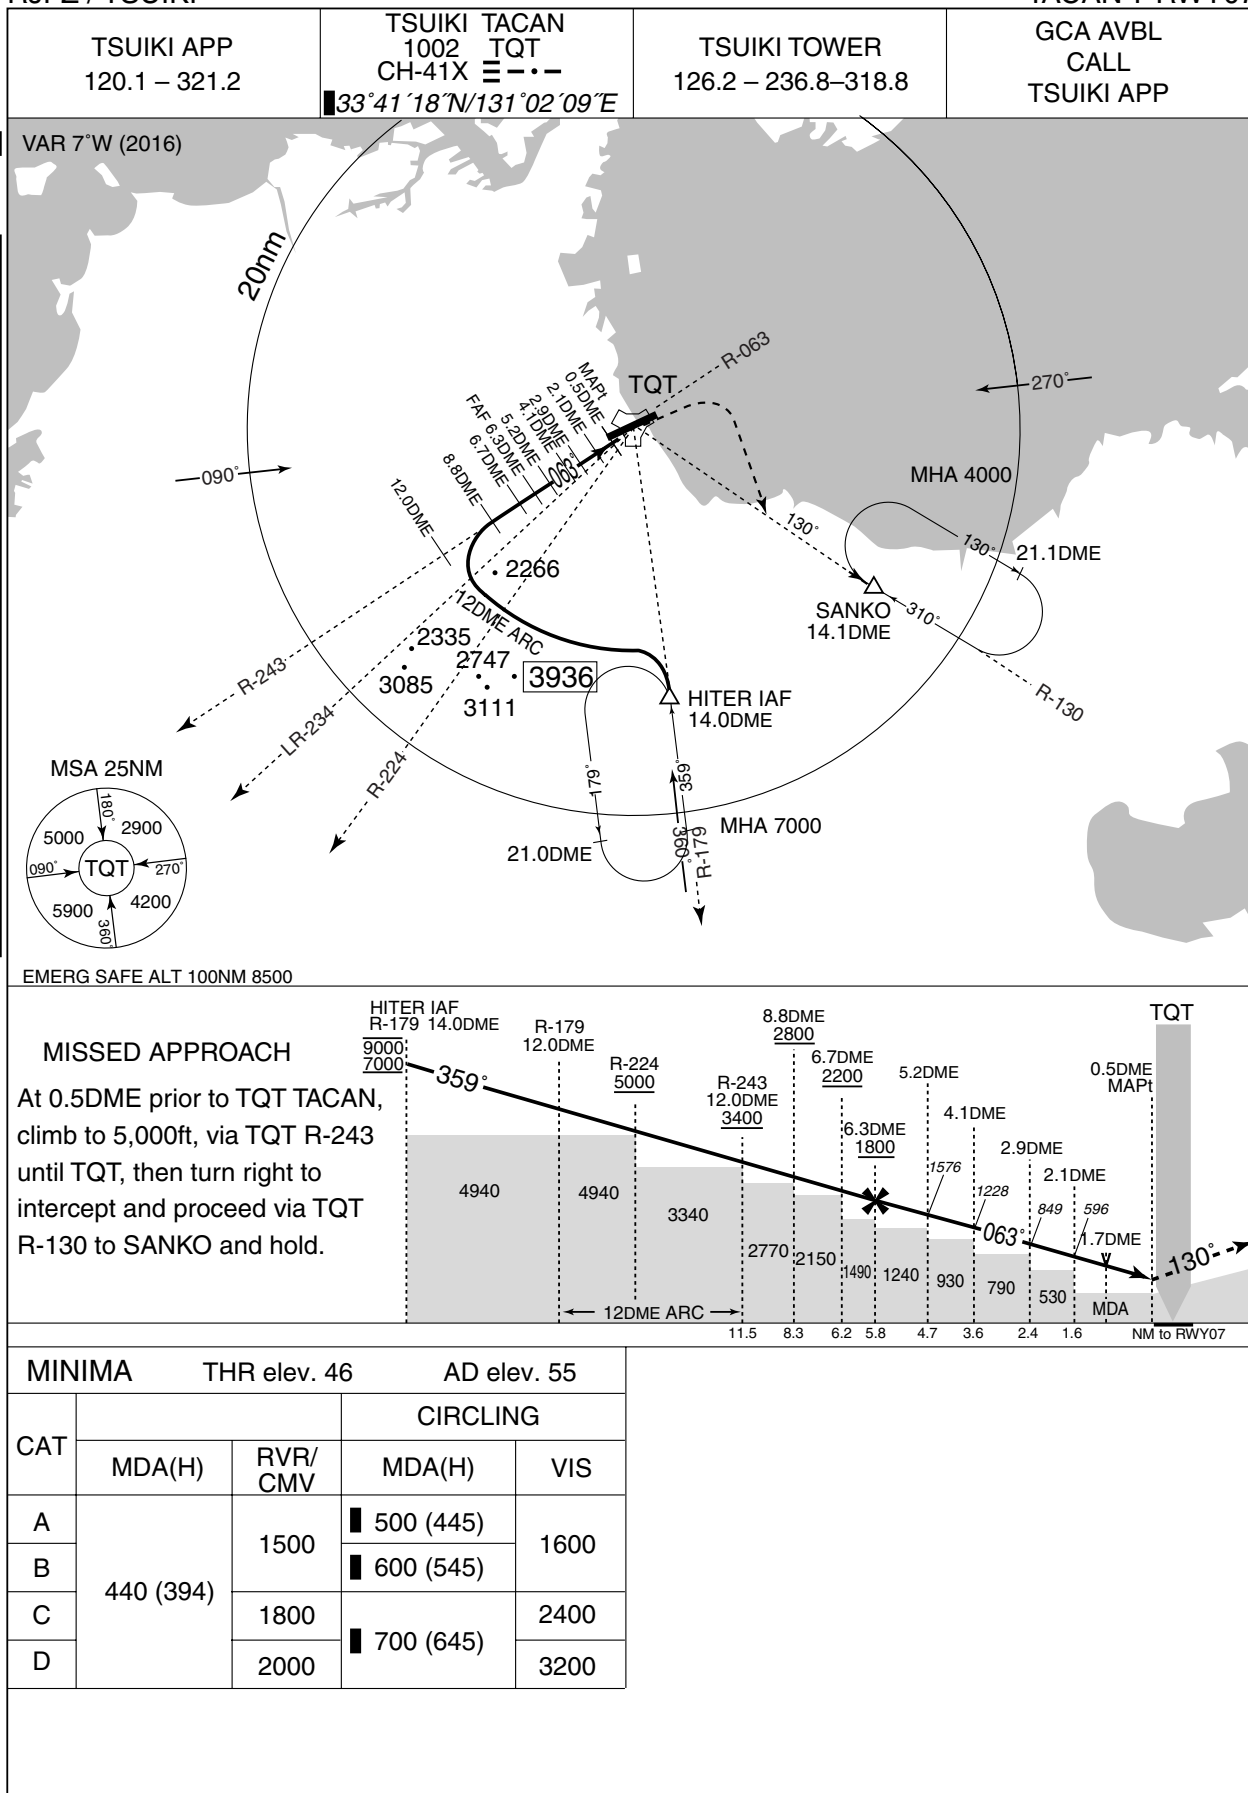 TSUIKI APP
120.1 – 321.2
TSUIKI TACAN
1002 TQT
CH-41X
33°41′18″N/131°02′09″E
TSUIKI TOWER
126.2 – 236.8–318.8
GCA AVBL
CALL
TSUIKI APP
VAR 7°W (2016)
20nm
R-063
TQT
MAPt
0.5DME
2.1DME
2.9DME
4.1DME
5.2DME
FAF 6.3DME
6.7DME
8.8DME
12.0DME
063°
090°
270°
MHA 4000
130°
130°
21.1DME
310°
SANKO
14.1DME
R-130
2266
12DME ARC
2335
2747
3085
3936
3111
HITER IAF
14.0DME
R-243
LR-234
R-224
179°
359°
360°
R-179
MHA 7000
21.0DME
MSA 25NM
180°
5000
2900
090°
TQT
270°
5900
4200
360°
EMERG SAFE ALT 100NM 8500
MISSED APPROACH
At 0.5DME prior to TQT TACAN,
climb to 5,000ft, via TQT R-243
until TQT, then turn right to
intercept and proceed via TQT
R-130 to SANKO and hold.
HITER IAF
R-179 14.0DME
9000
7000
359°
R-179
12.0DME
R-224
5000
R-243
12.0DME
3400
8.8DME
2800
6.7DME
2200
6.3DME
1800
5.2DME
4.1DME
2.9DME
2.1DME
1.7DME
V
0.5DME
MAPt
TQT
1576
1228
849
596
063°
130°
4940
4940
3340
2770
2150
1490
1240
930
790
530
MDA
12DME ARC
11.5
8.3
6.2
5.8
4.7
3.6
2.4
1.6
NM to RWY07
MINIMA THR elev. 46 AD elev. 55
CAT
CIRCLING
MDA(H)
RVR/
CMV
MDA(H)
VIS
A
B
C
D
440 (394)
1500
1800
2000
500 (445)
600 (545)
700 (645)
1600
2400
3200